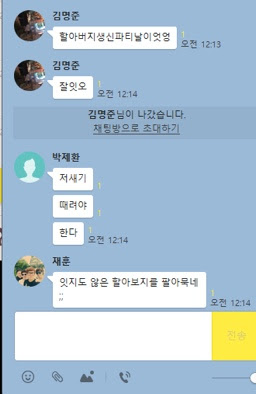 김명준
할아버지생신파티날이엇엉
1
오전 12:13
김명준
잘잇오
1
오전 12:14
김명준님이 나갔습니다.
채팅방으로 초대하기
박제환
저새기
1
때려야
1
한다
1
오전 12:14
재훈
잇지도 않은 할아보지를 팔아묵네
;;
1
오전 12:14
전송